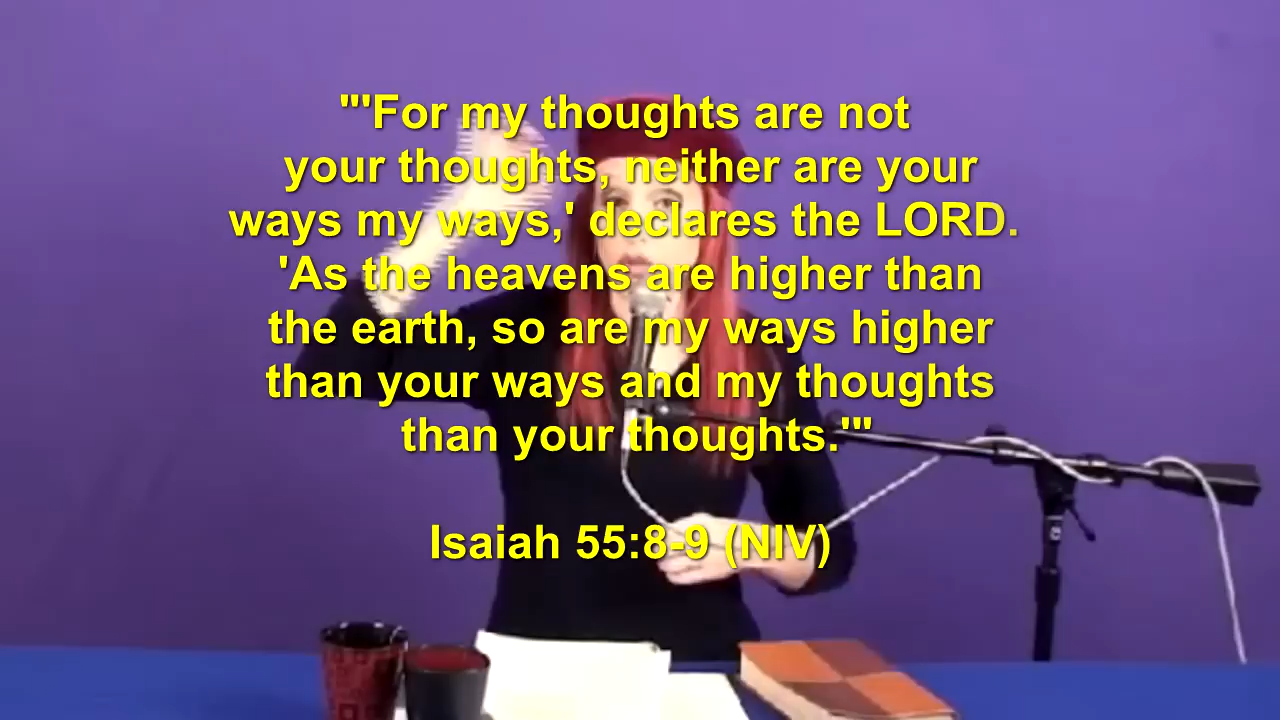 "'For my thoughts are not
your thoughts, neither are your
ways my ways,' declares the LORD.
'As the heavens are higher than
the earth, so are my ways higher
than your ways and my thoughts
than your thoughts.'"
Isaiah 55:8-9 (NIV)